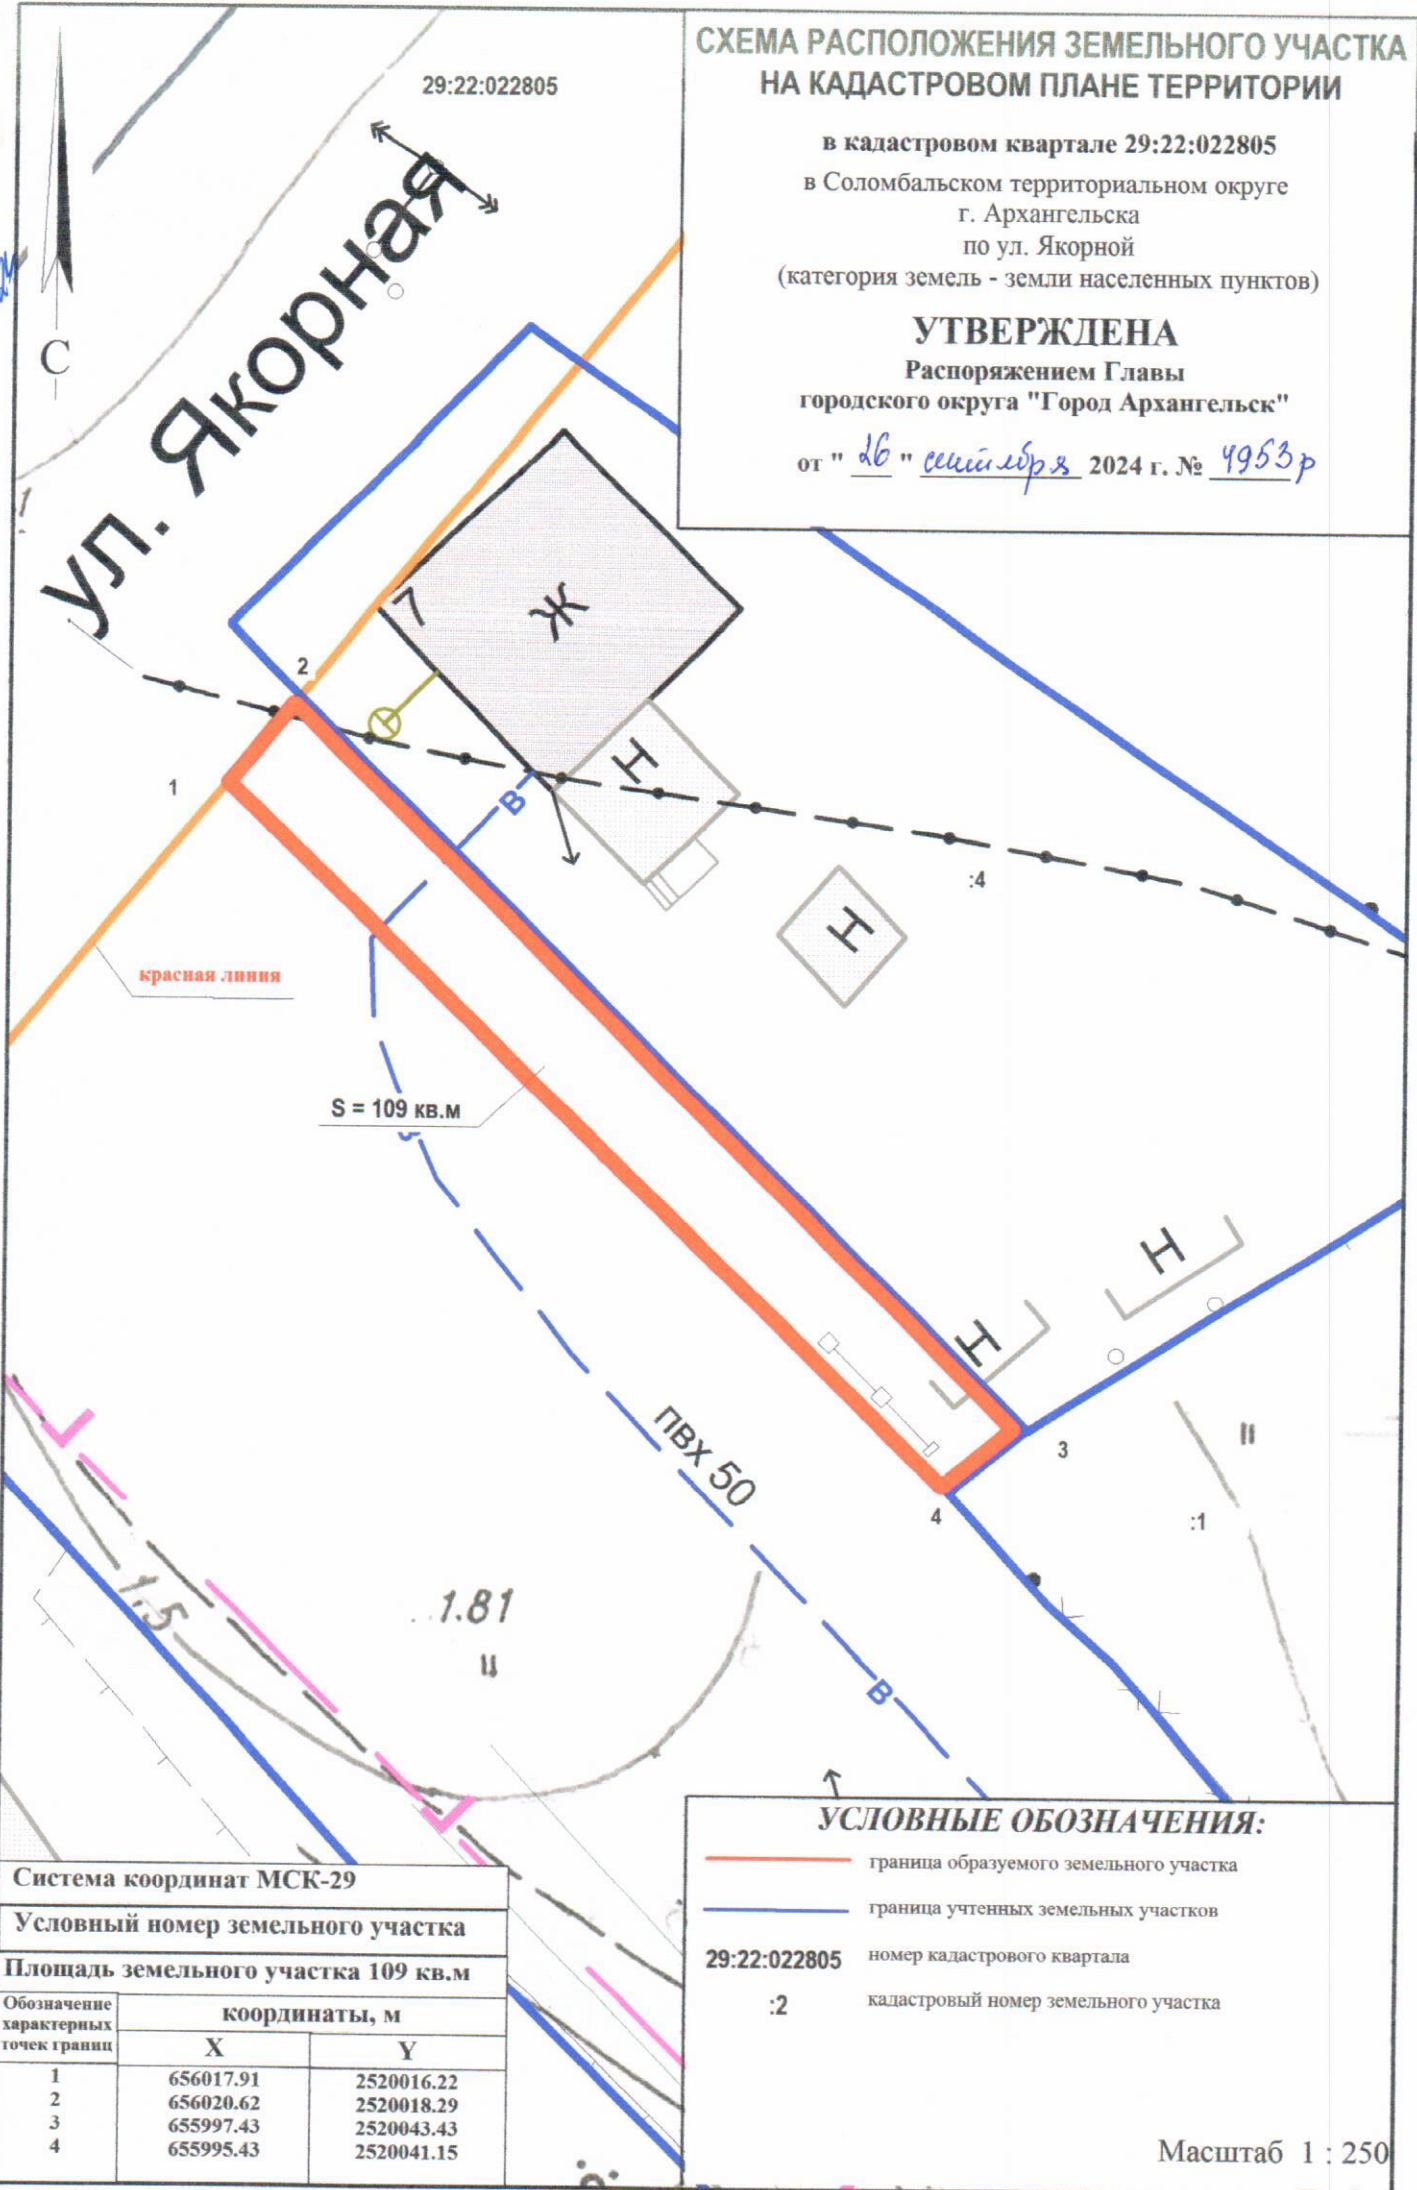 СХЕМА РАСПОЛОЖЕНИЯ ЗЕМЕЛЬНОГО УЧАСТКА
НА КАДАСТРОВОМ ПЛАНЕ ТЕРРИТОРИИ
в кадастровом квартале 29:22:022805
в Соломбальском территориальном округе
г. Архангельска
по ул. Якорной
(категория земель - земли населенных пунктов)
УТВЕРЖДЕНА
Распоряжением Главы
городского округа "Город Архангельск"
от " 26 " сентября 2024 г. № 4953р
29:22:022805
С
ул. Якорная
7
Ж
2
1
Н
В
:4
Н
красная линия
S = 109 кв.м
Н
Н
ПВХ 50
3
4
:1
1.5
1.81
В
УСЛОВНЫЕ ОБОЗНАЧЕНИЯ:
граница образуемого земельного участка
граница учтенных земельных участков
29:22:022805 номер кадастрового квартала
:2 кадастровый номер земельного участка
Масштаб 1 : 250
Система координат МСК-29
Условный номер земельного участка
Площадь земельного участка 109 кв.м
Обозначение
характерных
точек границ
координаты, м
X Y
1 656017.91 2520016.22
2 656020.62 2520018.29
3 655997.43 2520043.43
4 655995.43 2520041.15